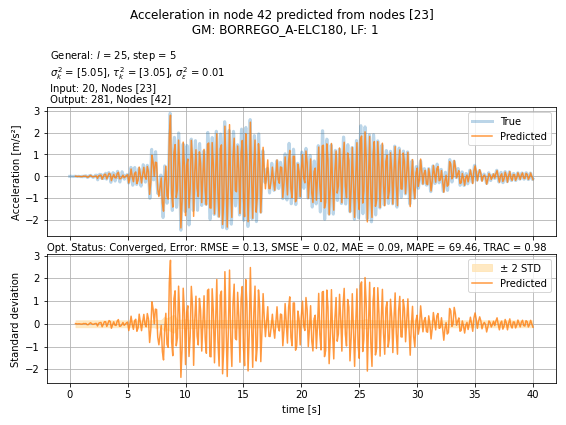 Acceleration in node 42 predicted from nodes [23]
GM: BORREGO_A-ELC180, LF: 1
General: l = 25, step = 5
σ²ₖ = [5.05], τ²ₖ = [3.05], σ²ε = 0.01
Input: 20, Nodes [23]
Output: 281, Nodes [42]
3
2
1
0
−1
−2
Acceleration [m/s²]
True
Predicted
Opt. Status: Converged, Error: RMSE = 0.13, SMSE = 0.02, MAE = 0.09, MAPE = 69.46, TRAC = 0.98
3
2
1
0
−1
−2
Standard deviation
± 2 STD
Predicted
0 5 10 15 20 25 30 35 40
time [s]